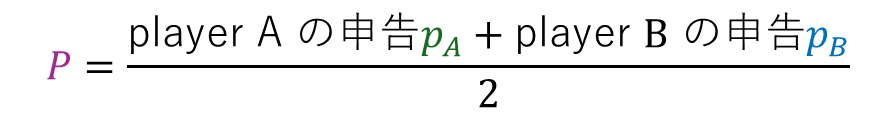 P = (player A の申告p_A + player B の申告p_B) / 2